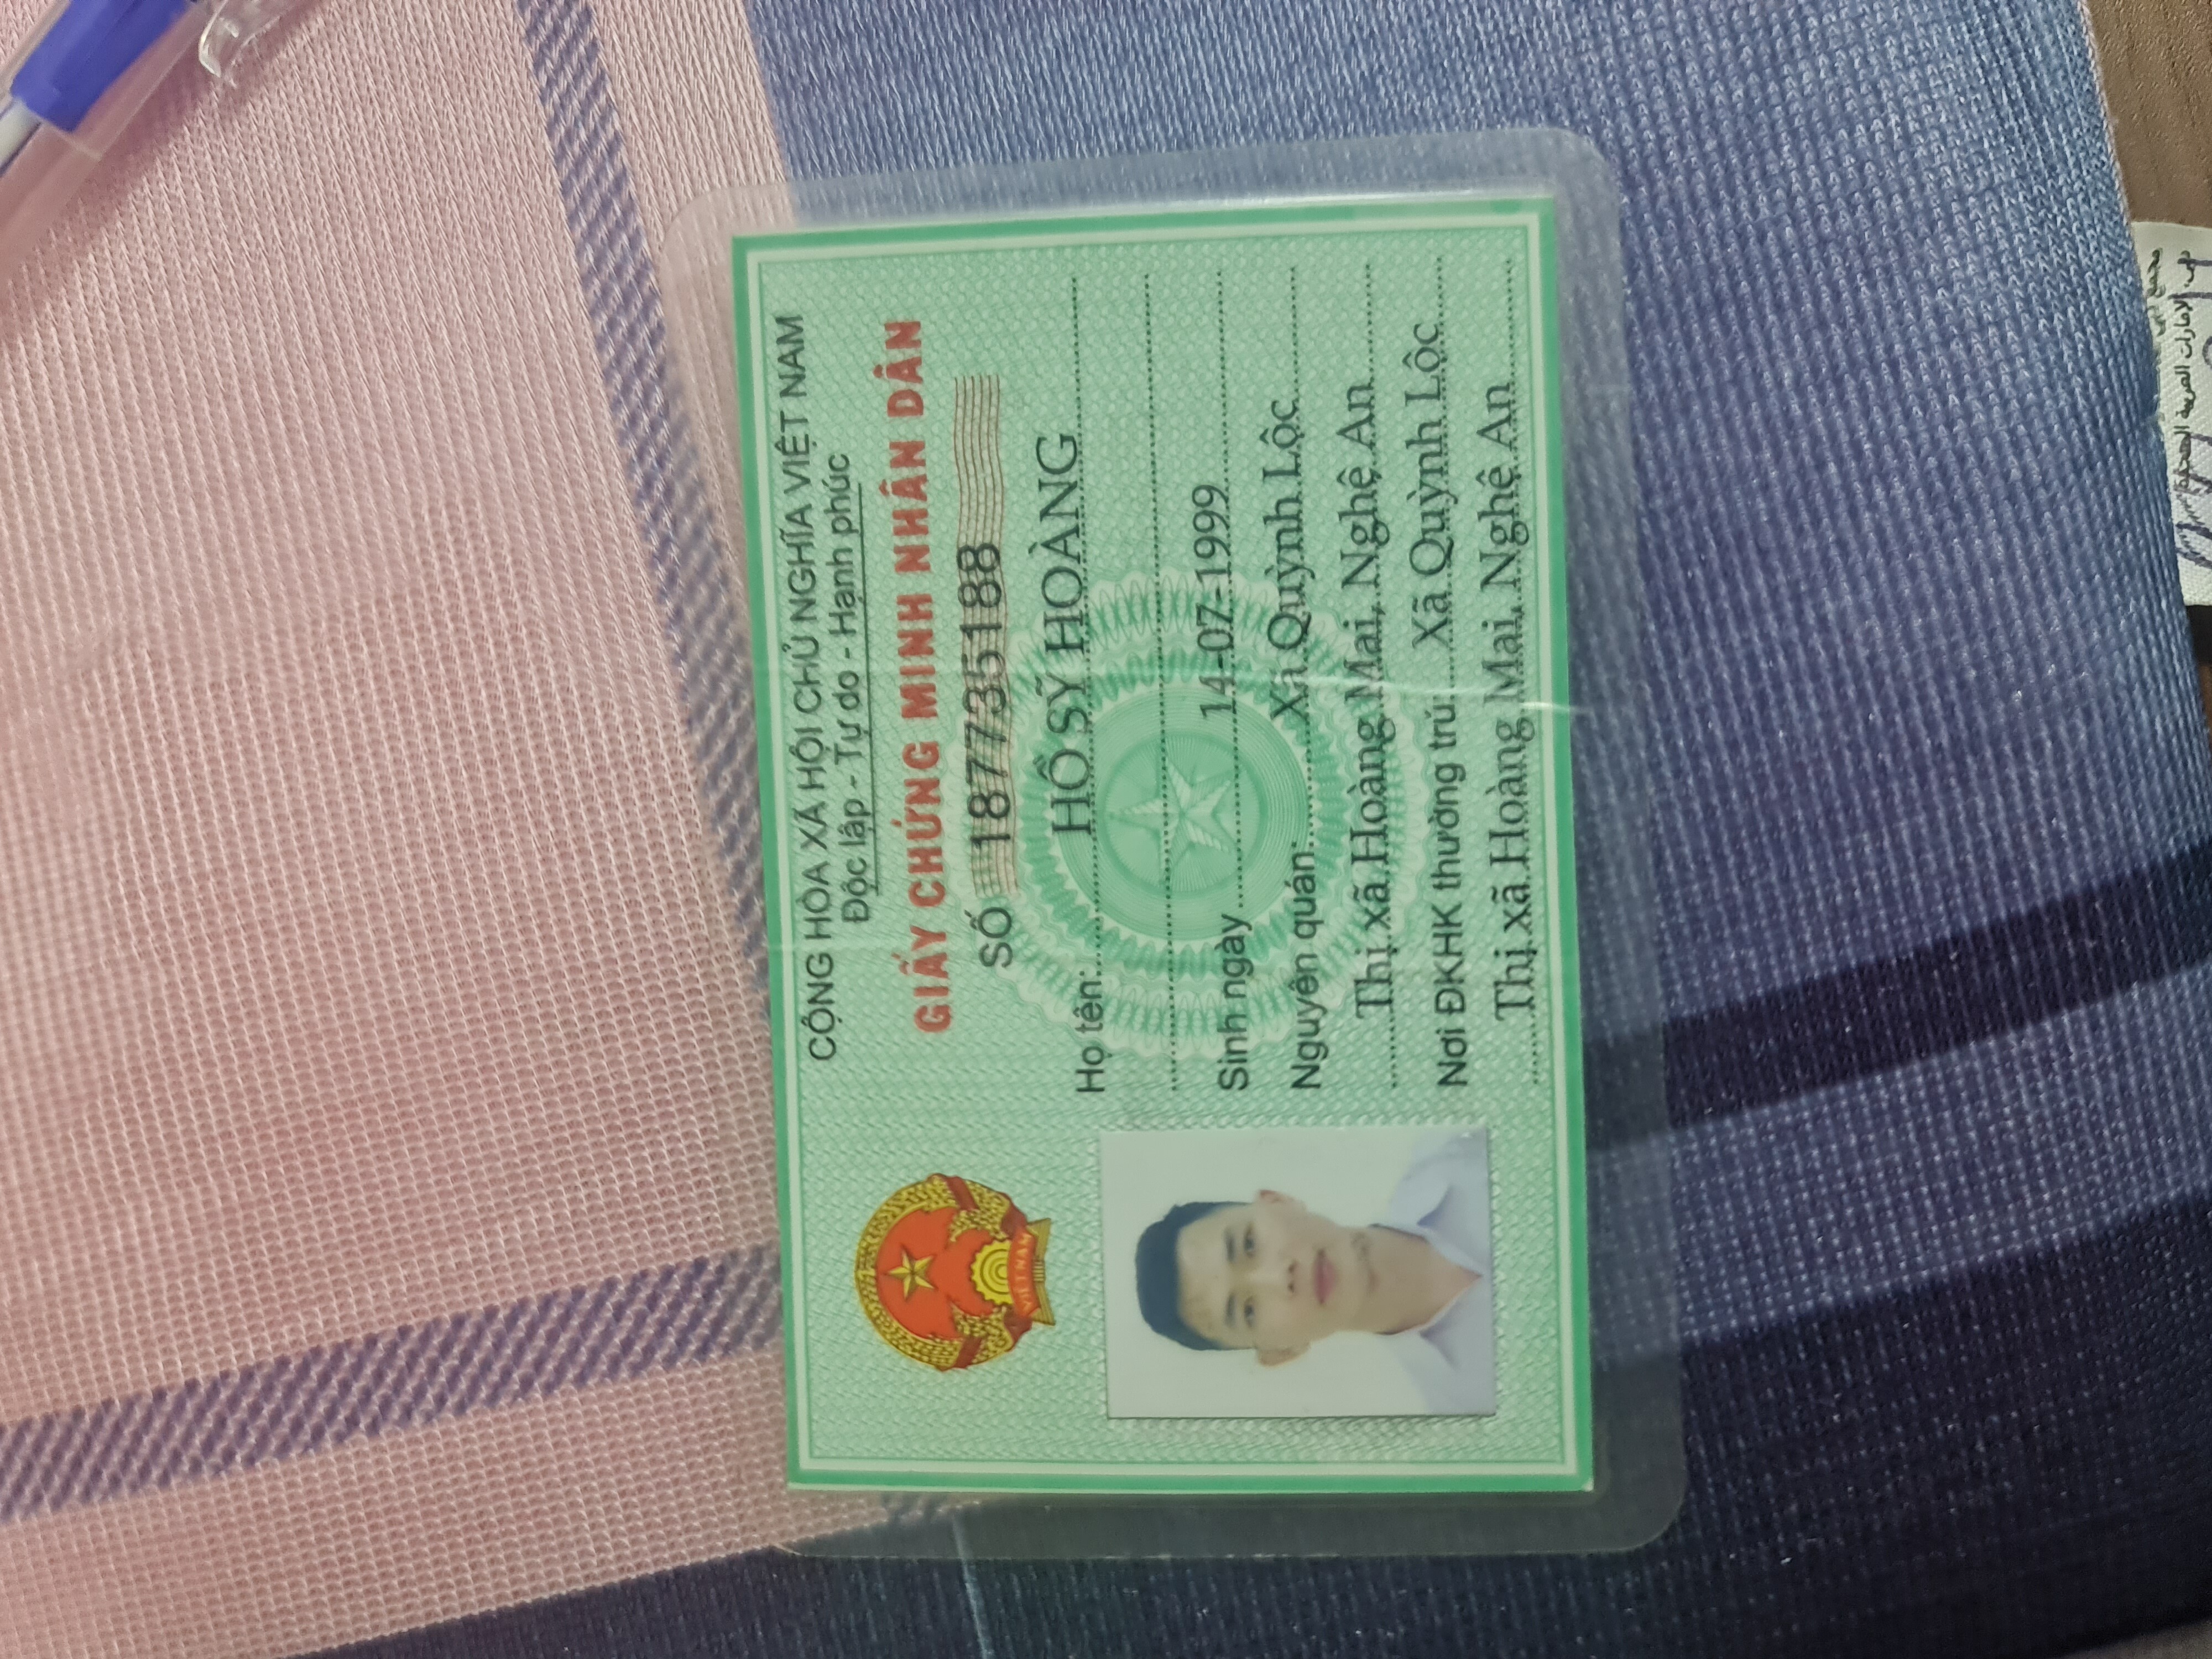 CỘNG HÒA XÃ HỘI CHỦ NGHĨA VIỆT NAM
Độc lập - Tự do - Hạnh phúc
GIẤY CHỨNG MINH NHÂN DÂN
SỐ 187735188
Họ tên: HỒ SỸ HOÀNG
Sinh ngày 14-07-1999
Nguyên quán: Xã Quỳnh Lộc
Thị xã Hoàng Mai, Nghệ An
Nơi ĐKHK thường trú: Xã Quỳnh Lộc
Thị xã Hoàng Mai, Nghệ An
VIỆT NAM